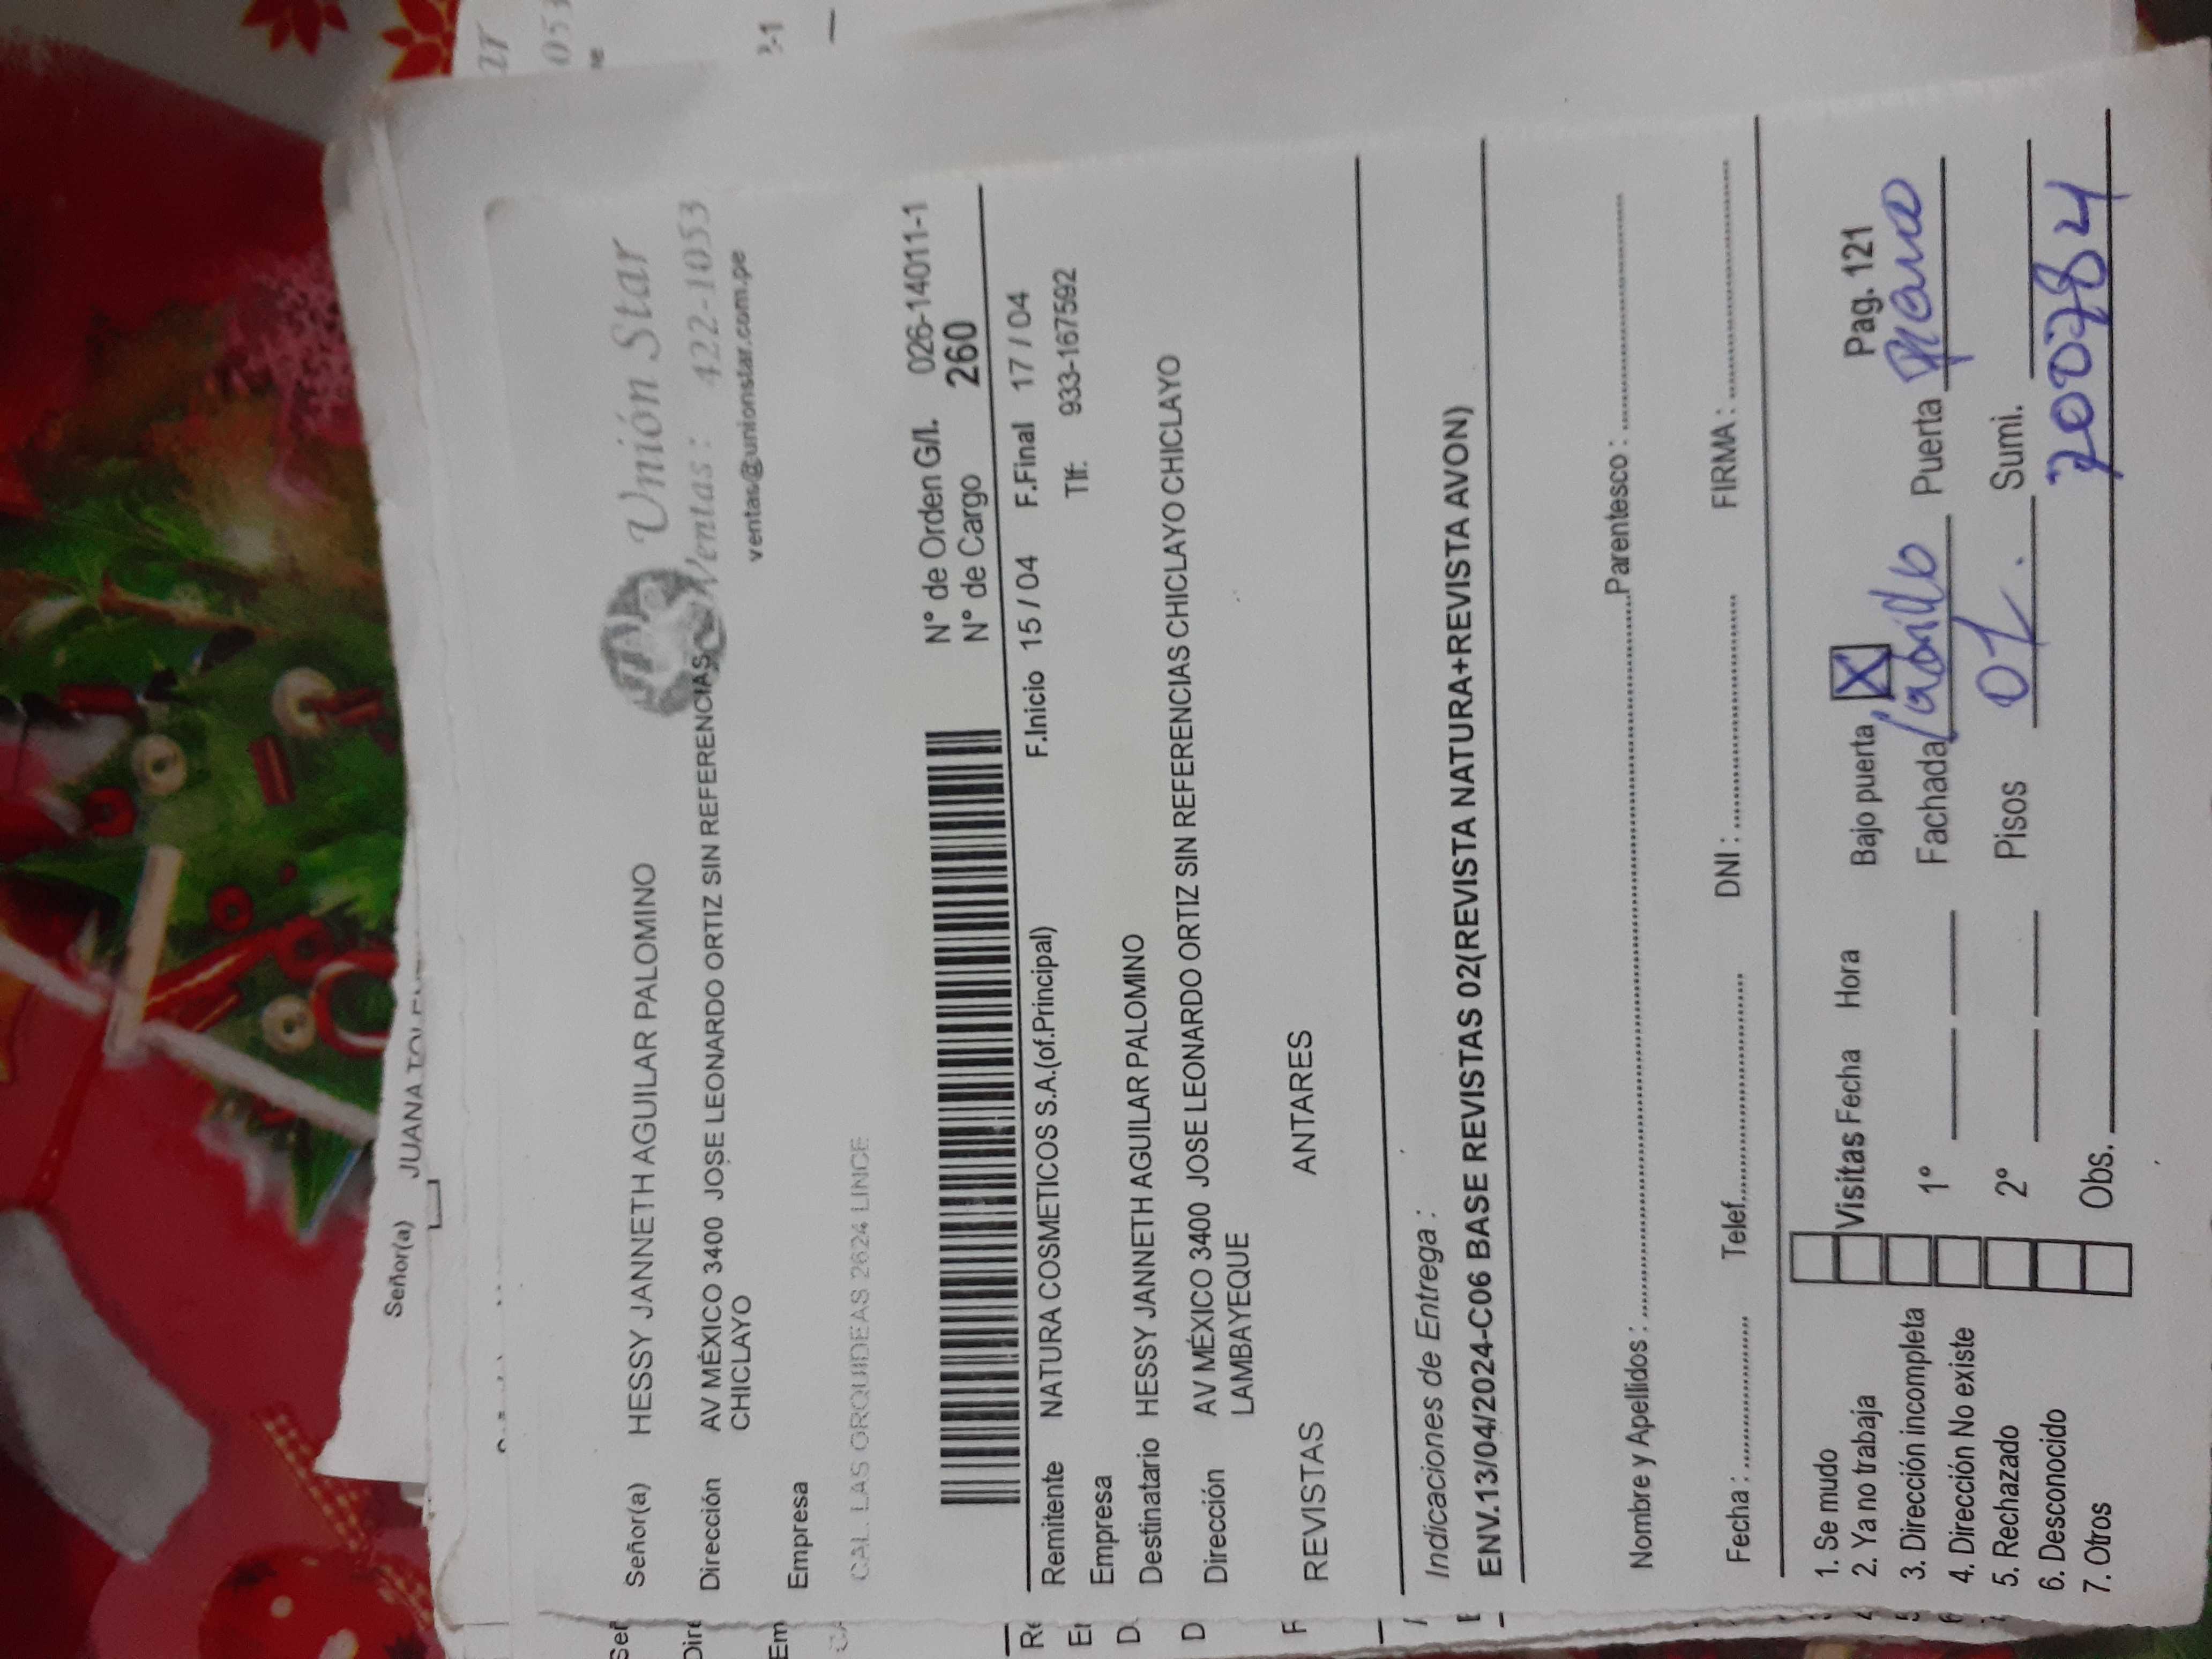 Señor(a) JUANA
Unión Star
Ventas: 422-1053
ventas@unionstar.com.pe
Señor(a) HESSY JANNETH AGUILAR PALOMINO
Dirección AV MÉXICO 3400 JOSE LEONARDO ORTIZ SIN REFERENCIAS
CHICLAYO
Empresa
CAL. LAS ORQUIDEAS 2624 LINCE
N° de Orden G/I. 026-14011-1
N° de Cargo 260
F.Inicio 15 / 04 F.Final 17 / 04
Remitente NATURA COSMETICOS S.A.(of.Principal)
Tlf: 933-167592
Empresa
Destinatario HESSY JANNETH AGUILAR PALOMINO
Dirección AV MÉXICO 3400 JOSE LEONARDO ORTIZ SIN REFERENCIAS CHICLAYO CHICLAYO
LAMBAYEQUE
REVISTAS ANTARES
Indicaciones de Entrega :
ENV.13/04/2024-C06 BASE REVISTAS 02(REVISTA NATURA+REVISTA AVON)
Nombre y Apellidos : Parentesco :
Fecha : Telef. DNI : FIRMA :
1. Se mudo
2. Ya no trabaja
3. Dirección incompleta
4. Dirección No existe
5. Rechazado
6. Desconocido
7. Otros
Visitas Fecha Hora Bajo puerta X Pag. 121
1° Fachada Ladrillo Puerta
2° Pisos 01. Sumi.
Obs. 700784